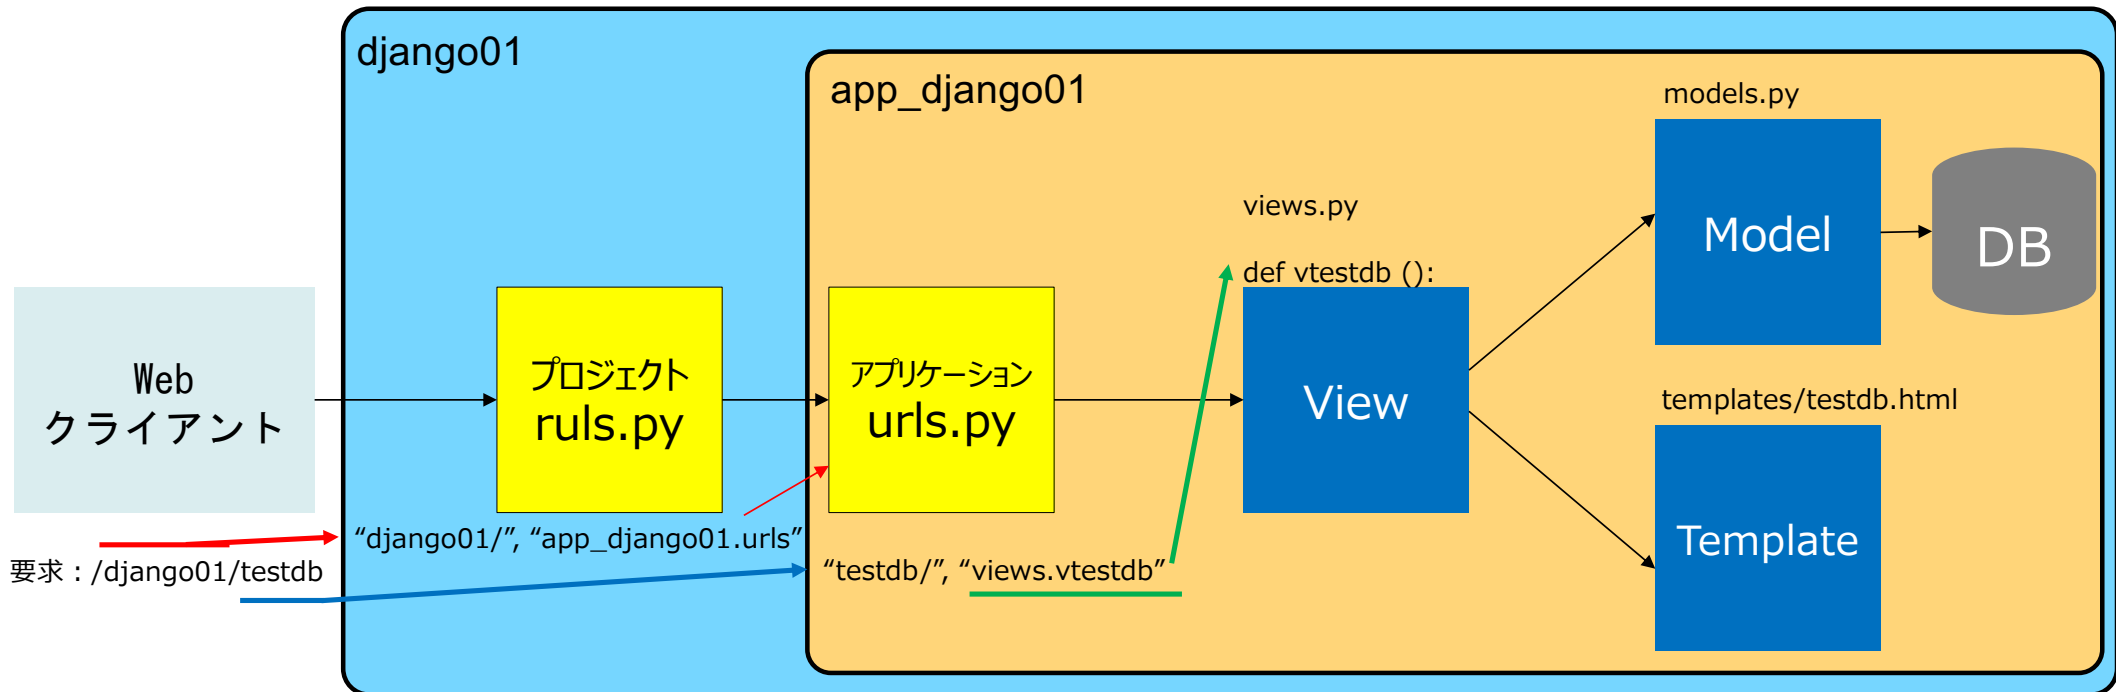 django01
app_django01
models.py
Model
DB
views.py
def vtestdb ():
Web
クライアント
プロジェクト
ruls.py
アプリケーション
urls.py
View
templates/testdb.html
Template
“django01/”, “app_django01.urls”
要求：/django01/testdb
“testdb/”, “views.vtestdb”